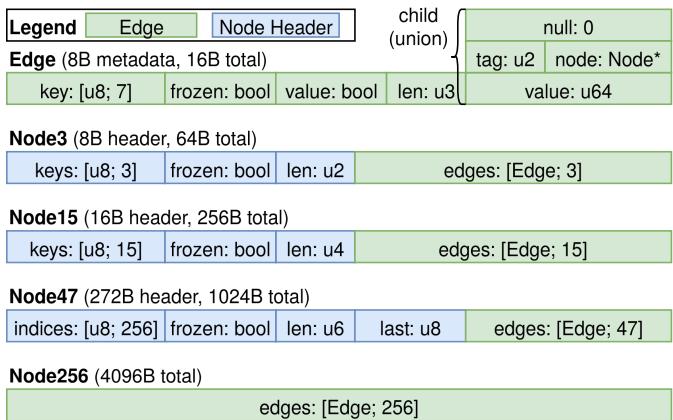 Legend Edge Node Header
child
(union)
null: 0
Edge (8B metadata, 16B total)
tag: u2 node: Node*
key: [u8; 7] frozen: bool value: bool len: u3 value: u64
Node3 (8B header, 64B total)
keys: [u8; 3] frozen: bool len: u2 edges: [Edge; 3]
Node15 (16B header, 256B total)
keys: [u8; 15] frozen: bool len: u4 edges: [Edge; 15]
Node47 (272B header, 1024B total)
indices: [u8; 256] frozen: bool len: u6 last: u8 edges: [Edge; 47]
Node256 (4096B total)
edges: [Edge; 256]